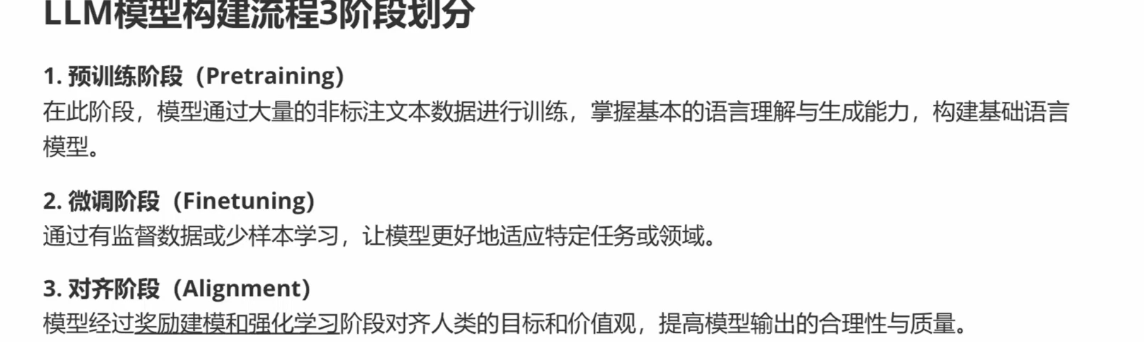 LLM模型构建流程3阶段划分
1. 预训练阶段（Pretraining）
在此阶段，模型通过大量的非标注文本数据进行训练，掌握基本的语言理解与生成能力，构建基础语言
模型。
2. 微调阶段（Finetuning）
通过有监督数据或少样本学习，让模型更好地适应特定任务或领域。
3. 对齐阶段（Alignment）
模型经过奖励建模和强化学习阶段对齐人类的目标和价值观，提高模型输出的合理性与质量。